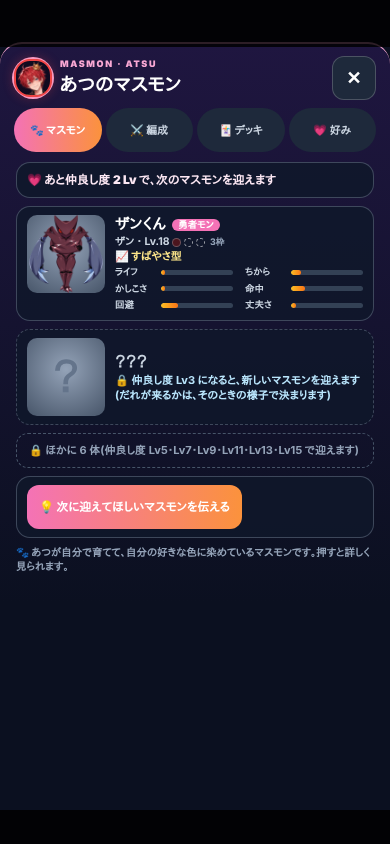 MASMON · ATSU
あつのマスモン
✕
🐾 マスモン
⚔️ 編成
🃏 デッキ
💗 好み
💗 あと仲良し度 2 Lv で、次のマスモンを迎えます
ザンくん 勇者モン
ザン · Lv.18 3枠
📈 すばやさ型
ライフ ちから
かしこさ 命中
回避 丈夫さ
?
???
🔒 仲良し度 Lv3 になると、新しいマスモンを迎えます
(だれが来るかは、そのときの様子で決まります)
🔒 ほかに 6 体(仲良し度 Lv5·Lv7·Lv9·Lv11·Lv13·Lv15 で迎えます)
💡 次に迎えてほしいマスモンを伝える
🐾 あつが自分で育てて、自分の好きな色に染めているマスモンです。押すと詳しく
見られます。